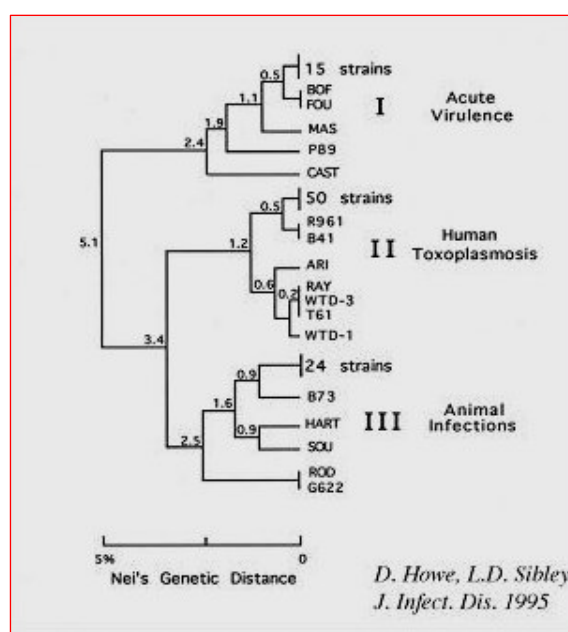 15 strains
0.5
BOF
FOU
I Acute Virulence
1.1
MAS
1.9
P89
2.4
CAST
50 strains
0.5
R961
B41
1.2
II Human Toxoplasmosis
5.1
ARI
0.6
RAY
0.2
WTD-3
T61
WTD-1
3.4
24 strains
0.9
B73
1.6
HART
III Animal Infections
0.9
SOU
2.5
ROD
G622
5% 0
Nei's Genetic Distance
D. Howe, L.D. Sibley
J. Infect. Dis. 1995